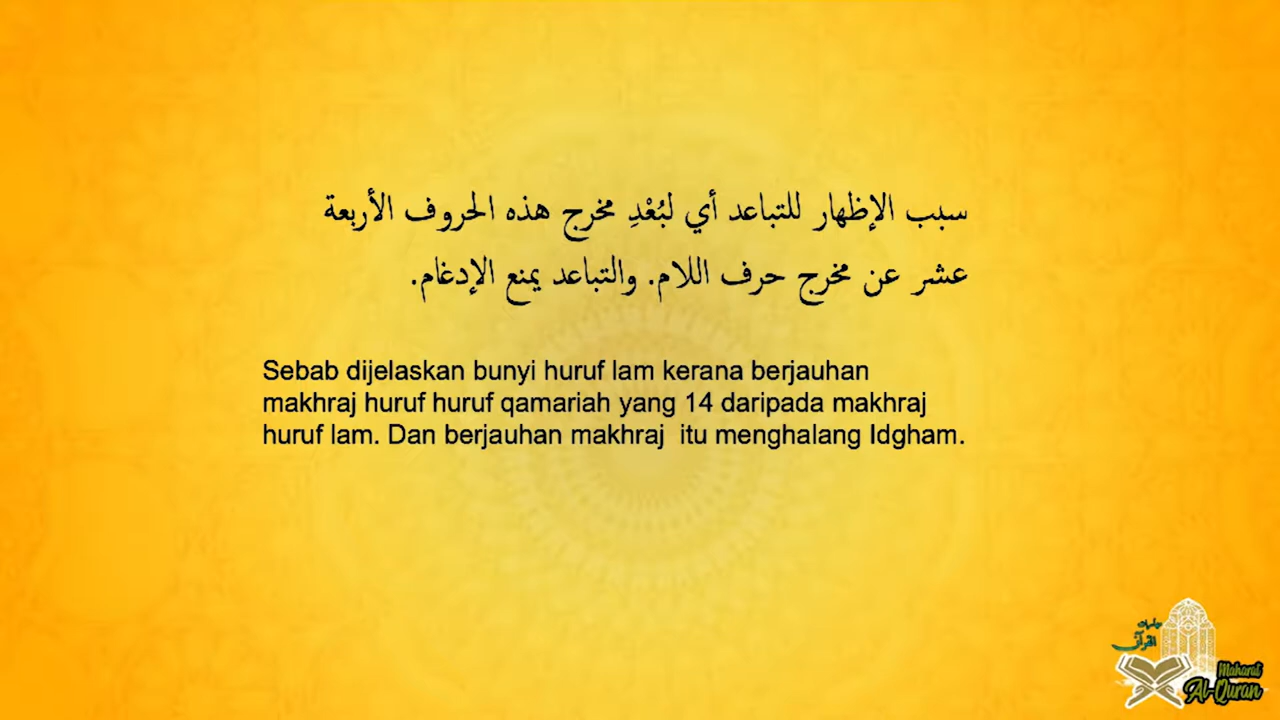 سبب الإظهار للتباعد أي لبُعْدِ مخرج هذه الحروف الأربعة
عشر عن مخرج حرف اللام. والتباعد يمنع الإدغام.
Sebab dijelaskan bunyi huruf lam kerana berjauhan
makhraj huruf huruf qamariah yang 14 daripada makhraj
huruf lam. Dan berjauhan makhraj itu menghalang Idgham.
القرآن
Maharat
Al-Quran